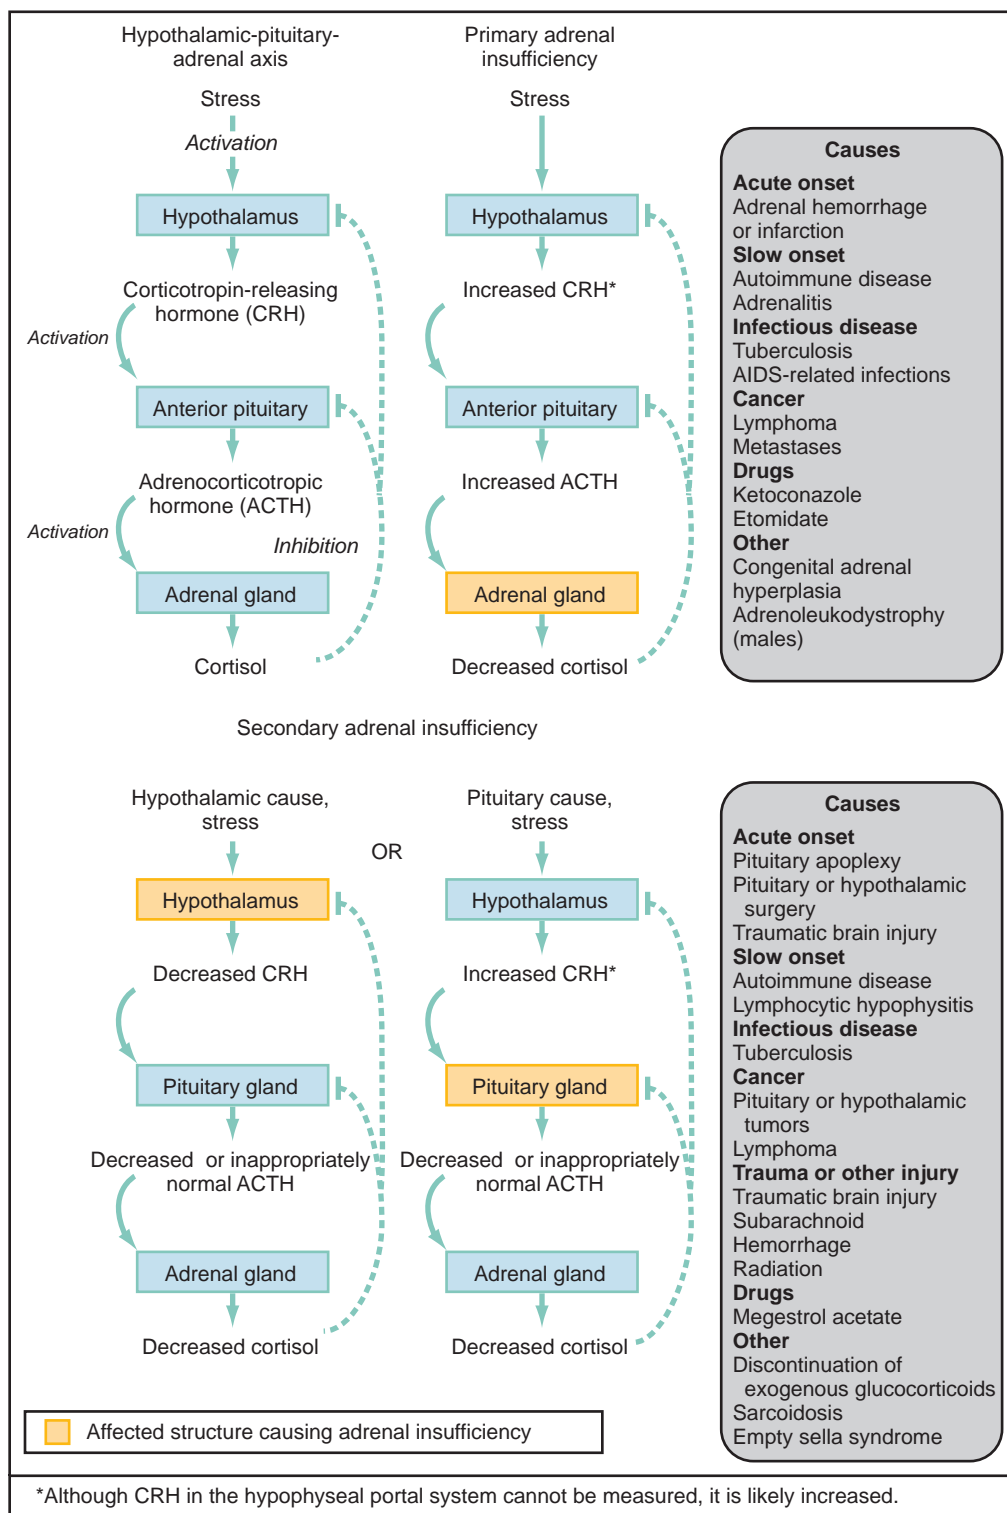 Hypothalamic-pituitary-
adrenal axis
Stress
Activation
Hypothalamus
Corticotropin-releasing
hormone (CRH)
Activation
Anterior pituitary
Adrenocorticotropic
hormone (ACTH)
Activation
Inhibition
Adrenal gland
Cortisol
Primary adrenal
insufficiency
Stress
Hypothalamus
Increased CRH*
Anterior pituitary
Increased ACTH
Adrenal gland
Decreased cortisol
Causes
Acute onset
Adrenal hemorrhage
or infarction
Slow onset
Autoimmune disease
Adrenalitis
Infectious disease
Tuberculosis
AIDS-related infections
Cancer
Lymphoma
Metastases
Drugs
Ketoconazole
Etomidate
Other
Congenital adrenal
hyperplasia
Adrenoleukodystrophy
(males)
Secondary adrenal insufficiency
Hypothalamic cause,
stress
Hypothalamus
Decreased CRH
Pituitary gland
Decreased or inappropriately
normal ACTH
Adrenal gland
Decreased cortisol
OR
Pituitary cause,
stress
Hypothalamus
Increased CRH*
Pituitary gland
Decreased or inappropriately
normal ACTH
Adrenal gland
Decreased cortisol
Causes
Acute onset
Pituitary apoplexy
Pituitary or hypothalamic
surgery
Traumatic brain injury
Slow onset
Autoimmune disease
Lymphocytic hypophysitis
Infectious disease
Tuberculosis
Cancer
Pituitary or hypothalamic
tumors
Lymphoma
Trauma or other injury
Traumatic brain injury
Subarachnoid
Hemorrhage
Radiation
Drugs
Megestrol acetate
Other
Discontinuation of
exogenous glucocorticoids
Sarcoidosis
Empty sella syndrome
Affected structure causing adrenal insufficiency
*Although CRH in the hypophyseal portal system cannot be measured, it is likely increased.